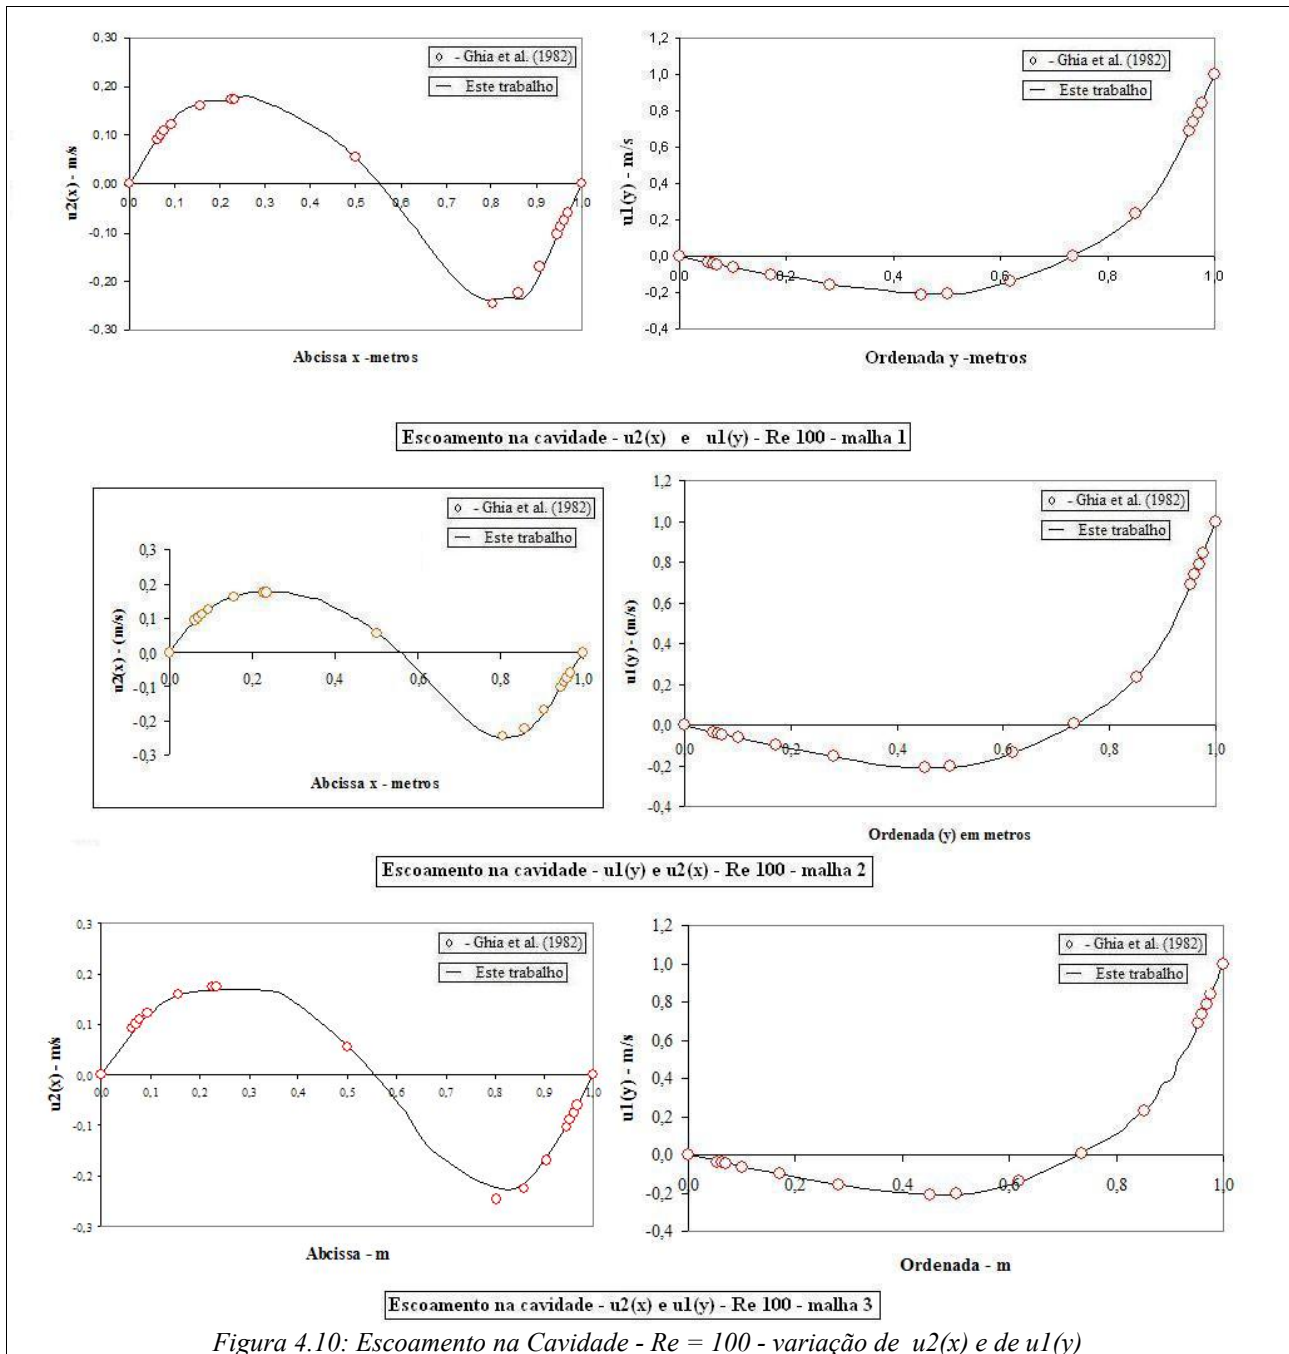 0,30
0,20
0,10
0,00
-0,10
-0,20
-0,30
u2(x) - m/s
0,1 0,2 0,3 0,4 0,5 0,6 0,7 0,8 0,9 1,0
Abcissa x -metros
- Ghia et al. (1982)
Este trabalho
1,2
1,0
0,8
0,6
0,4
0,2
0,0
-0,2
-0,4
u1(y) - m/s
0,0 0,2 0,4 0,6 0,8 1,0
Ordenada y -metros
- Ghia et al. (1982)
Este trabalho
Escoamento na cavidade - u2(x) e u1(y) - Re 100 - malha 1
0,3
0,2
0,1
0,0
-0,1
-0,2
-0,3
u2(x) - (m/s)
0,0 0,2 0,4 0,6 0,8 1,0
Abcissa x - metros
- Ghia et al. (1982)
Este trabalho
1,2
1,0
0,8
0,6
0,4
0,2
0,0
-0,2
-0,4
u1(y) - (m/s)
0,0 0,2 0,4 0,6 0,8 1,0
Ordenada (y) em metros
- Ghia et al. (1982)
Este trabalho
Escoamento na cavidade - u1(y) e u2(x) - Re 100 - malha 2
0,3
0,2
0,1
0,0
-0,1
-0,2
-0,3
u2(x) - m/s
0,0 0,1 0,2 0,3 0,4 0,5 0,6 0,7 0,8 0,9 1,0
Abcissa - m
- Ghia et al. (1982)
Este trabalho
1,2
1,0
0,8
0,6
0,4
0,2
0,0
-0,2
-0,4
u1(y) - m/s
0,0 0,2 0,4 0,6 0,8 1,0
Ordenada - m
- Ghia et al. (1982)
Este trabalho
Escoamento na cavidade - u2(x) e u1(y) - Re 100 - malha 3
Figura 4.10: Escoamento na Cavidade - Re = 100 - variação de u2(x) e de u1(y)